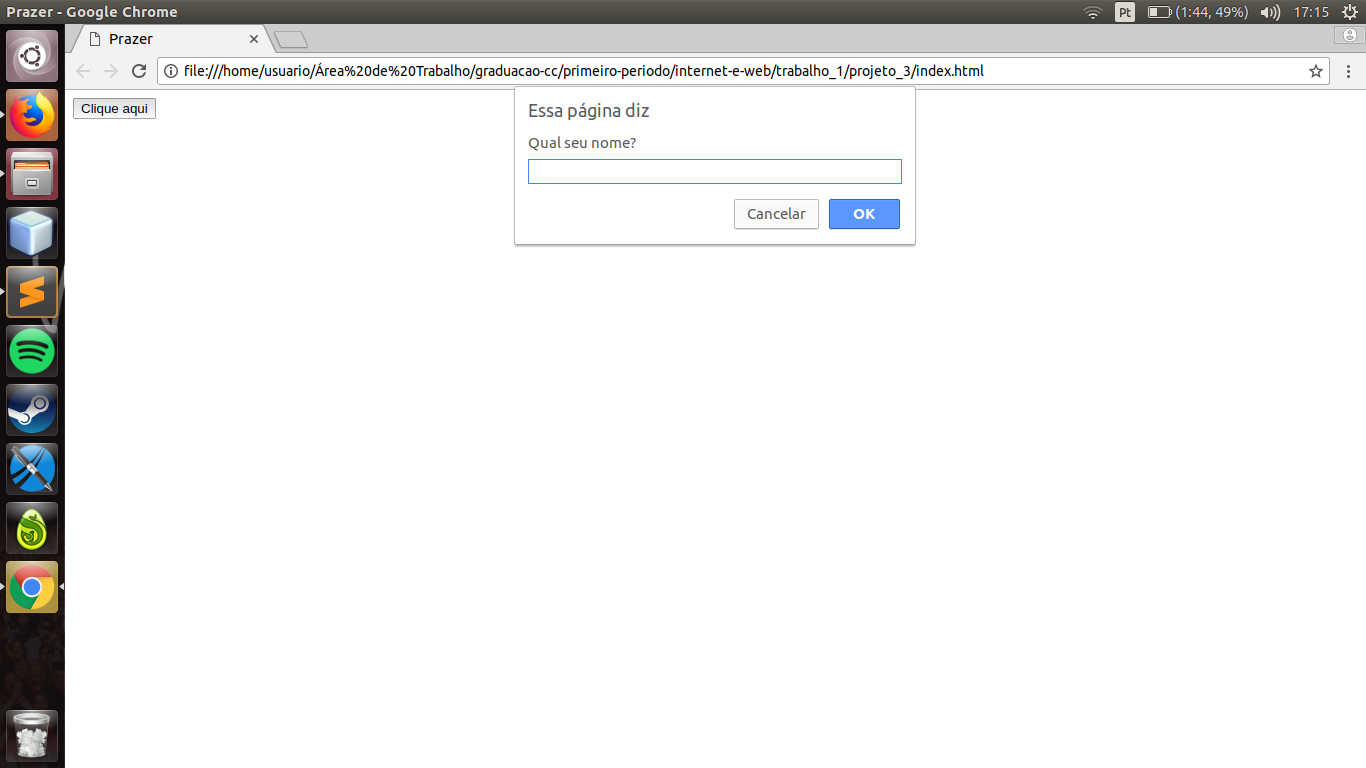 Prazer - Google Chrome
Pt
(1:44, 49%)
17:15
Prazer
file:///home/usuario/Área%20de%20Trabalho/graduacao-cc/primeiro-periodo/internet-e-web/trabalho_1/projeto_3/index.html
Clique aqui
Essa página diz
Qual seu nome?
Cancelar
OK